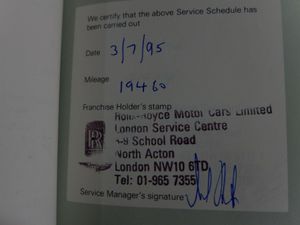 We certify that the above Service Schedule has
been carried out
Date 3/7/95
Mileage
19460
Franchise Holder's stamp
Rolls-Royce Motor Cars Limited
London Service Centre
School Road
North Acton
London NW10 6TD
Tel: 01-965 7355
Service Manager's signature